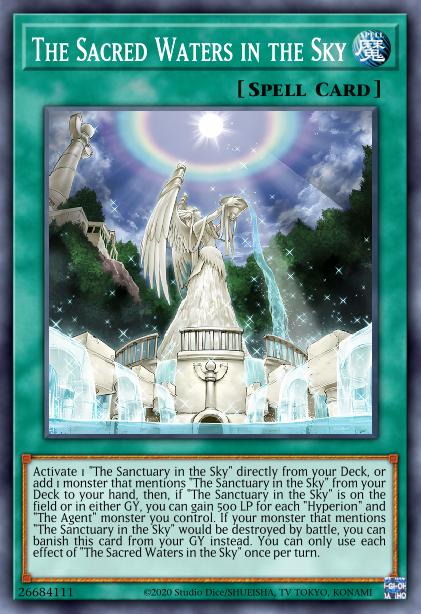 THE SACRED WATERS IN THE SKY
SPELL
魔
[SPELL CARD]
Activate 1 "The Sanctuary in the Sky" directly from your Deck, or
add 1 monster that mentions "The Sanctuary in the Sky" from your
Deck to your hand, then, if "The Sanctuary in the Sky" is on the
field or in either GY, you can gain 500 LP for each "Hyperion" and
"The Agent" monster you control. If your monster that mentions
"The Sanctuary in the Sky" would be destroyed by battle, you can
banish this card from your GY instead. You can only use each
effect of "The Sacred Waters in the Sky" once per turn.
26684111
©2020 Studio Dice/SHUEISHA, TV TOKYO, KONAMI